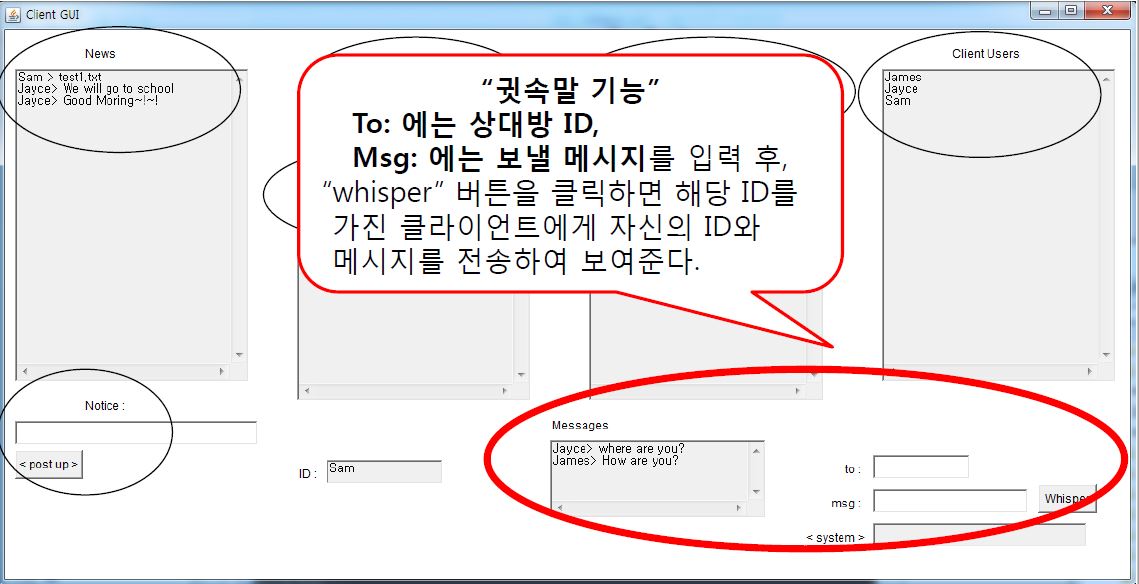 Client GUI
News
Sam > test1,txt
Jayce> We will go to school
Jayce> Good Moring~!~!
“귓속말 기능”
To: 에는 상대방 ID,
Msg: 에는 보낼 메시지를 입력 후,
“whisper” 버튼을 클릭하면 해당 ID를
가진 클라이언트에게 자신의 ID와
메시지를 전송하여 보여준다.
Client Users
James
Jayce
Sam
Notice :
< post up >
ID :
Sam
Messages
Jayce> where are you?
James> How are you?
to :
msg :
Whisper
< system >